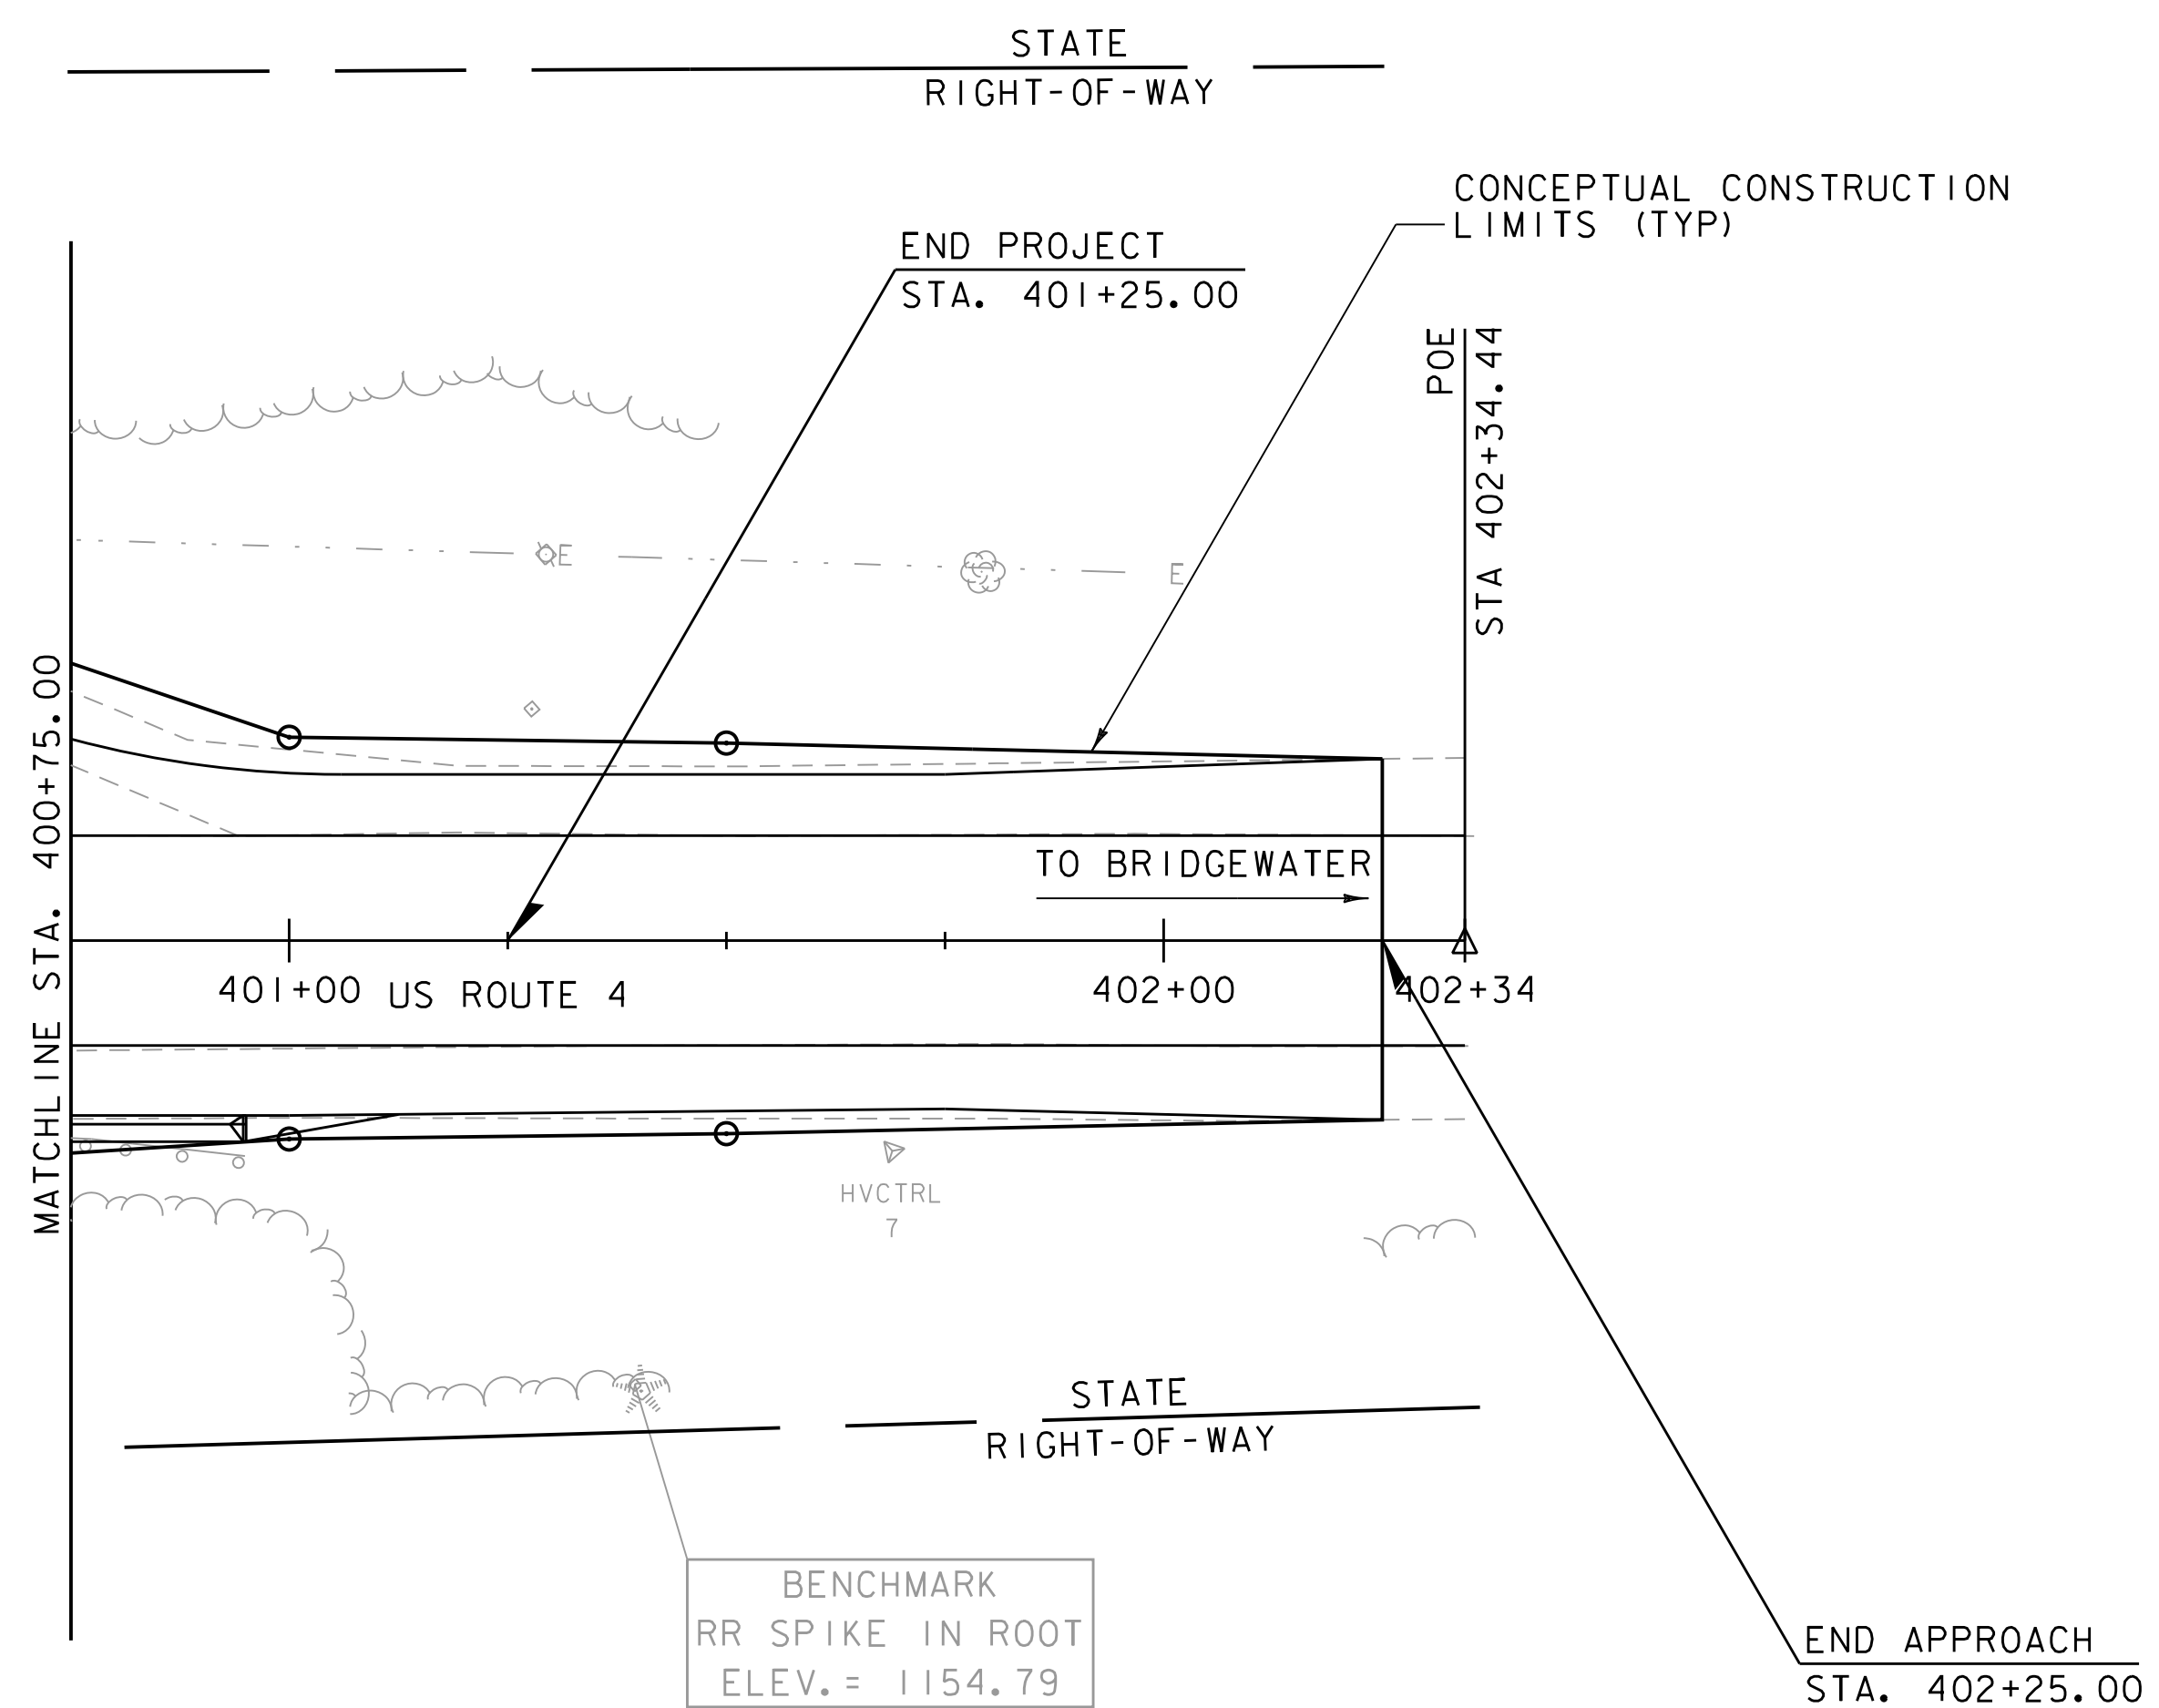 STATE
RIGHT-OF-WAY
CONCEPTUAL CONSTRUCTION
LIMITS (TYP)
END PROJECT
STA. 401+25.00
POE
STA 402+34.44
E
E
MATCHLINE STA. 400+75.00
TO BRIDGEWATER
401+00
US ROUTE 4
402+00
402+34
HVCTRL
7
STATE
RIGHT-OF-WAY
BENCHMARK
RR SPIKE IN ROOT
ELEV.= 1154.79
END APPROACH
STA. 402+25.00